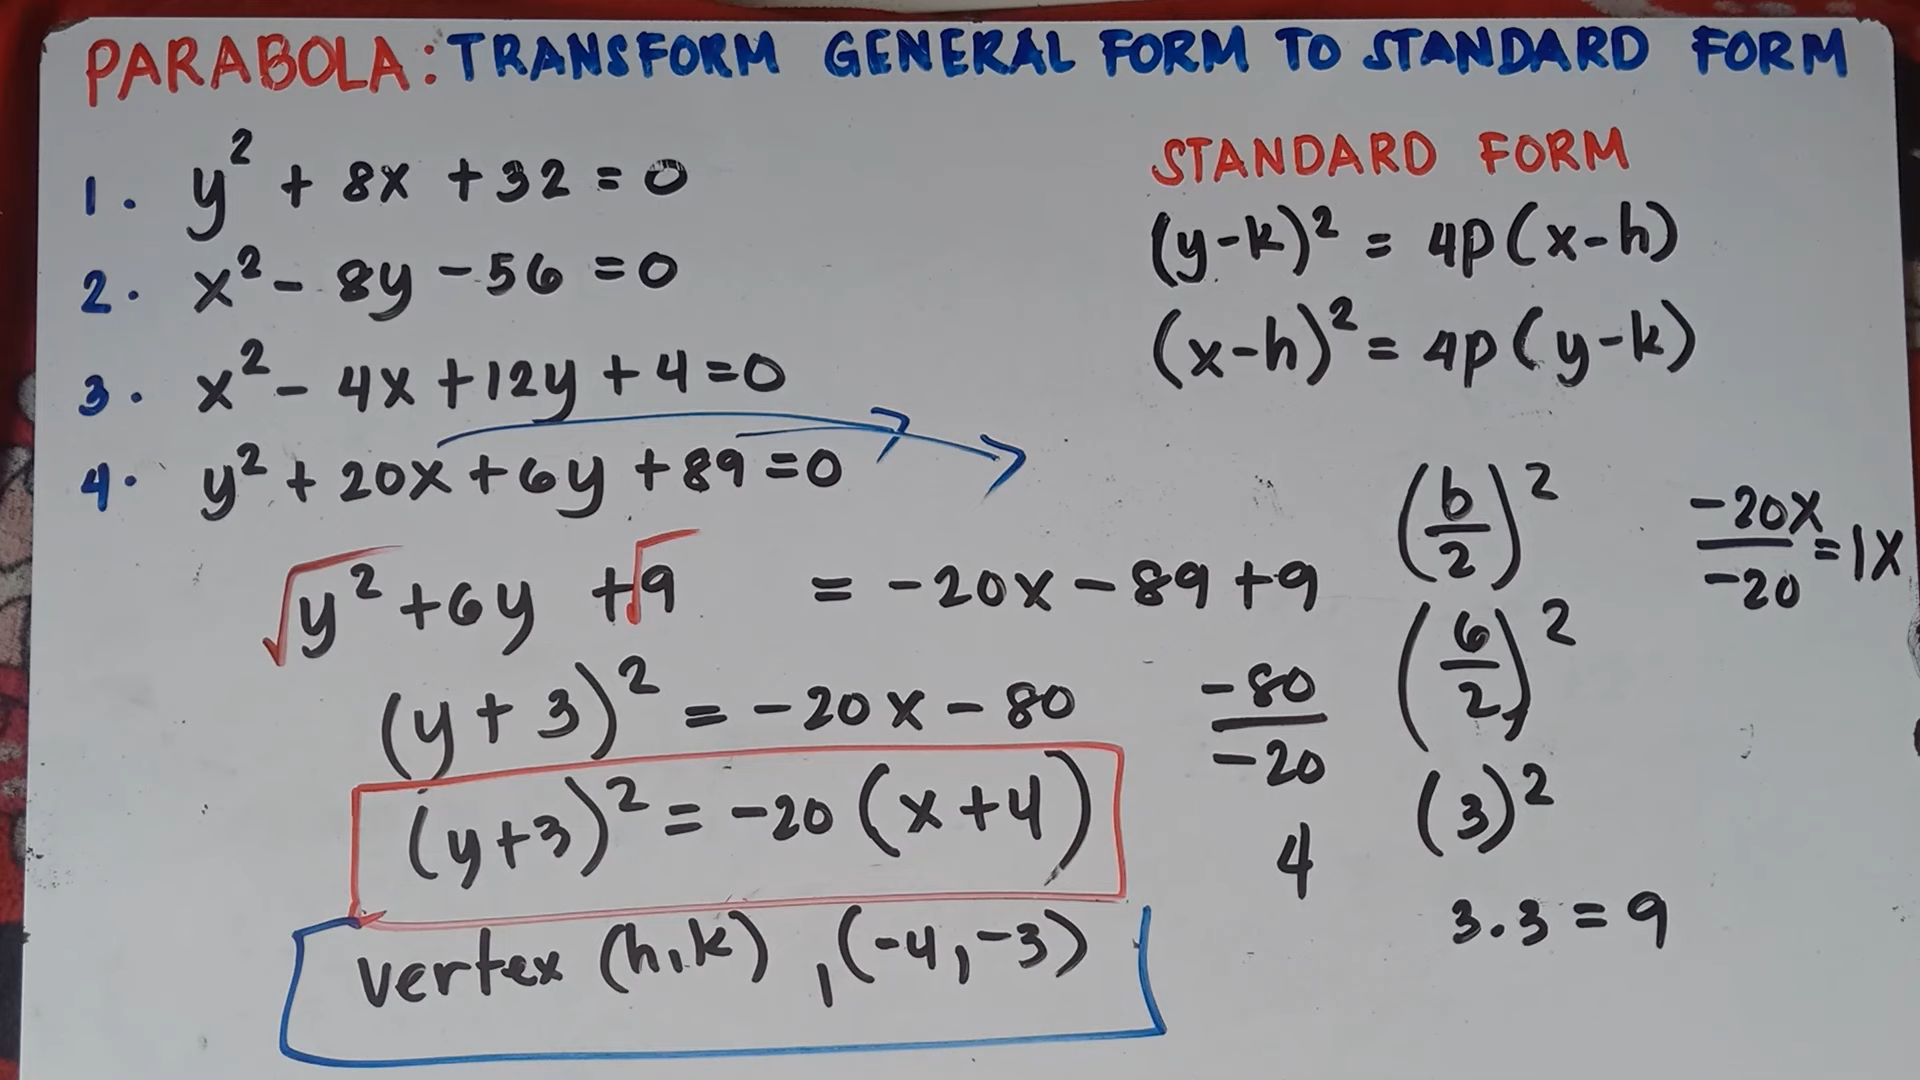 PARABOLA: TRANSFORM GENERAL FORM TO STANDARD FORM
1. y² + 8x + 32 = 0
2. x² - 8y - 56 = 0
3. x² - 4x + 12y + 4 = 0
4. y² + 20x + 6y + 89 = 0
STANDARD FORM
(y-k)² = 4p(x-h)
(x-h)² = 4p(y-k)
√y² + 6y + √9 = -20x - 89 + 9
(y+3)² = -20x - 80
(y+3)² = -20(x+4)
vertex (h,k), (-4,-3)
-80/-20
4
(b/2)²
(6/2)²
(3)²
3.3 = 9
-20x/-20 = 1x